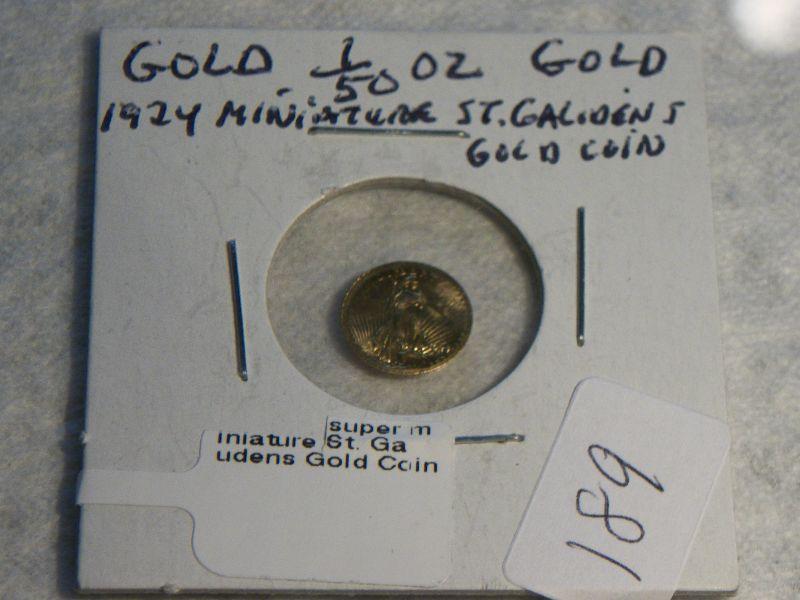 GOLD 1/50 OZ GOLD
1924 MINIATURE ST. GAUDENS
GOLD COIN
super m
iniature St. Ga
udens Gold Coin
189